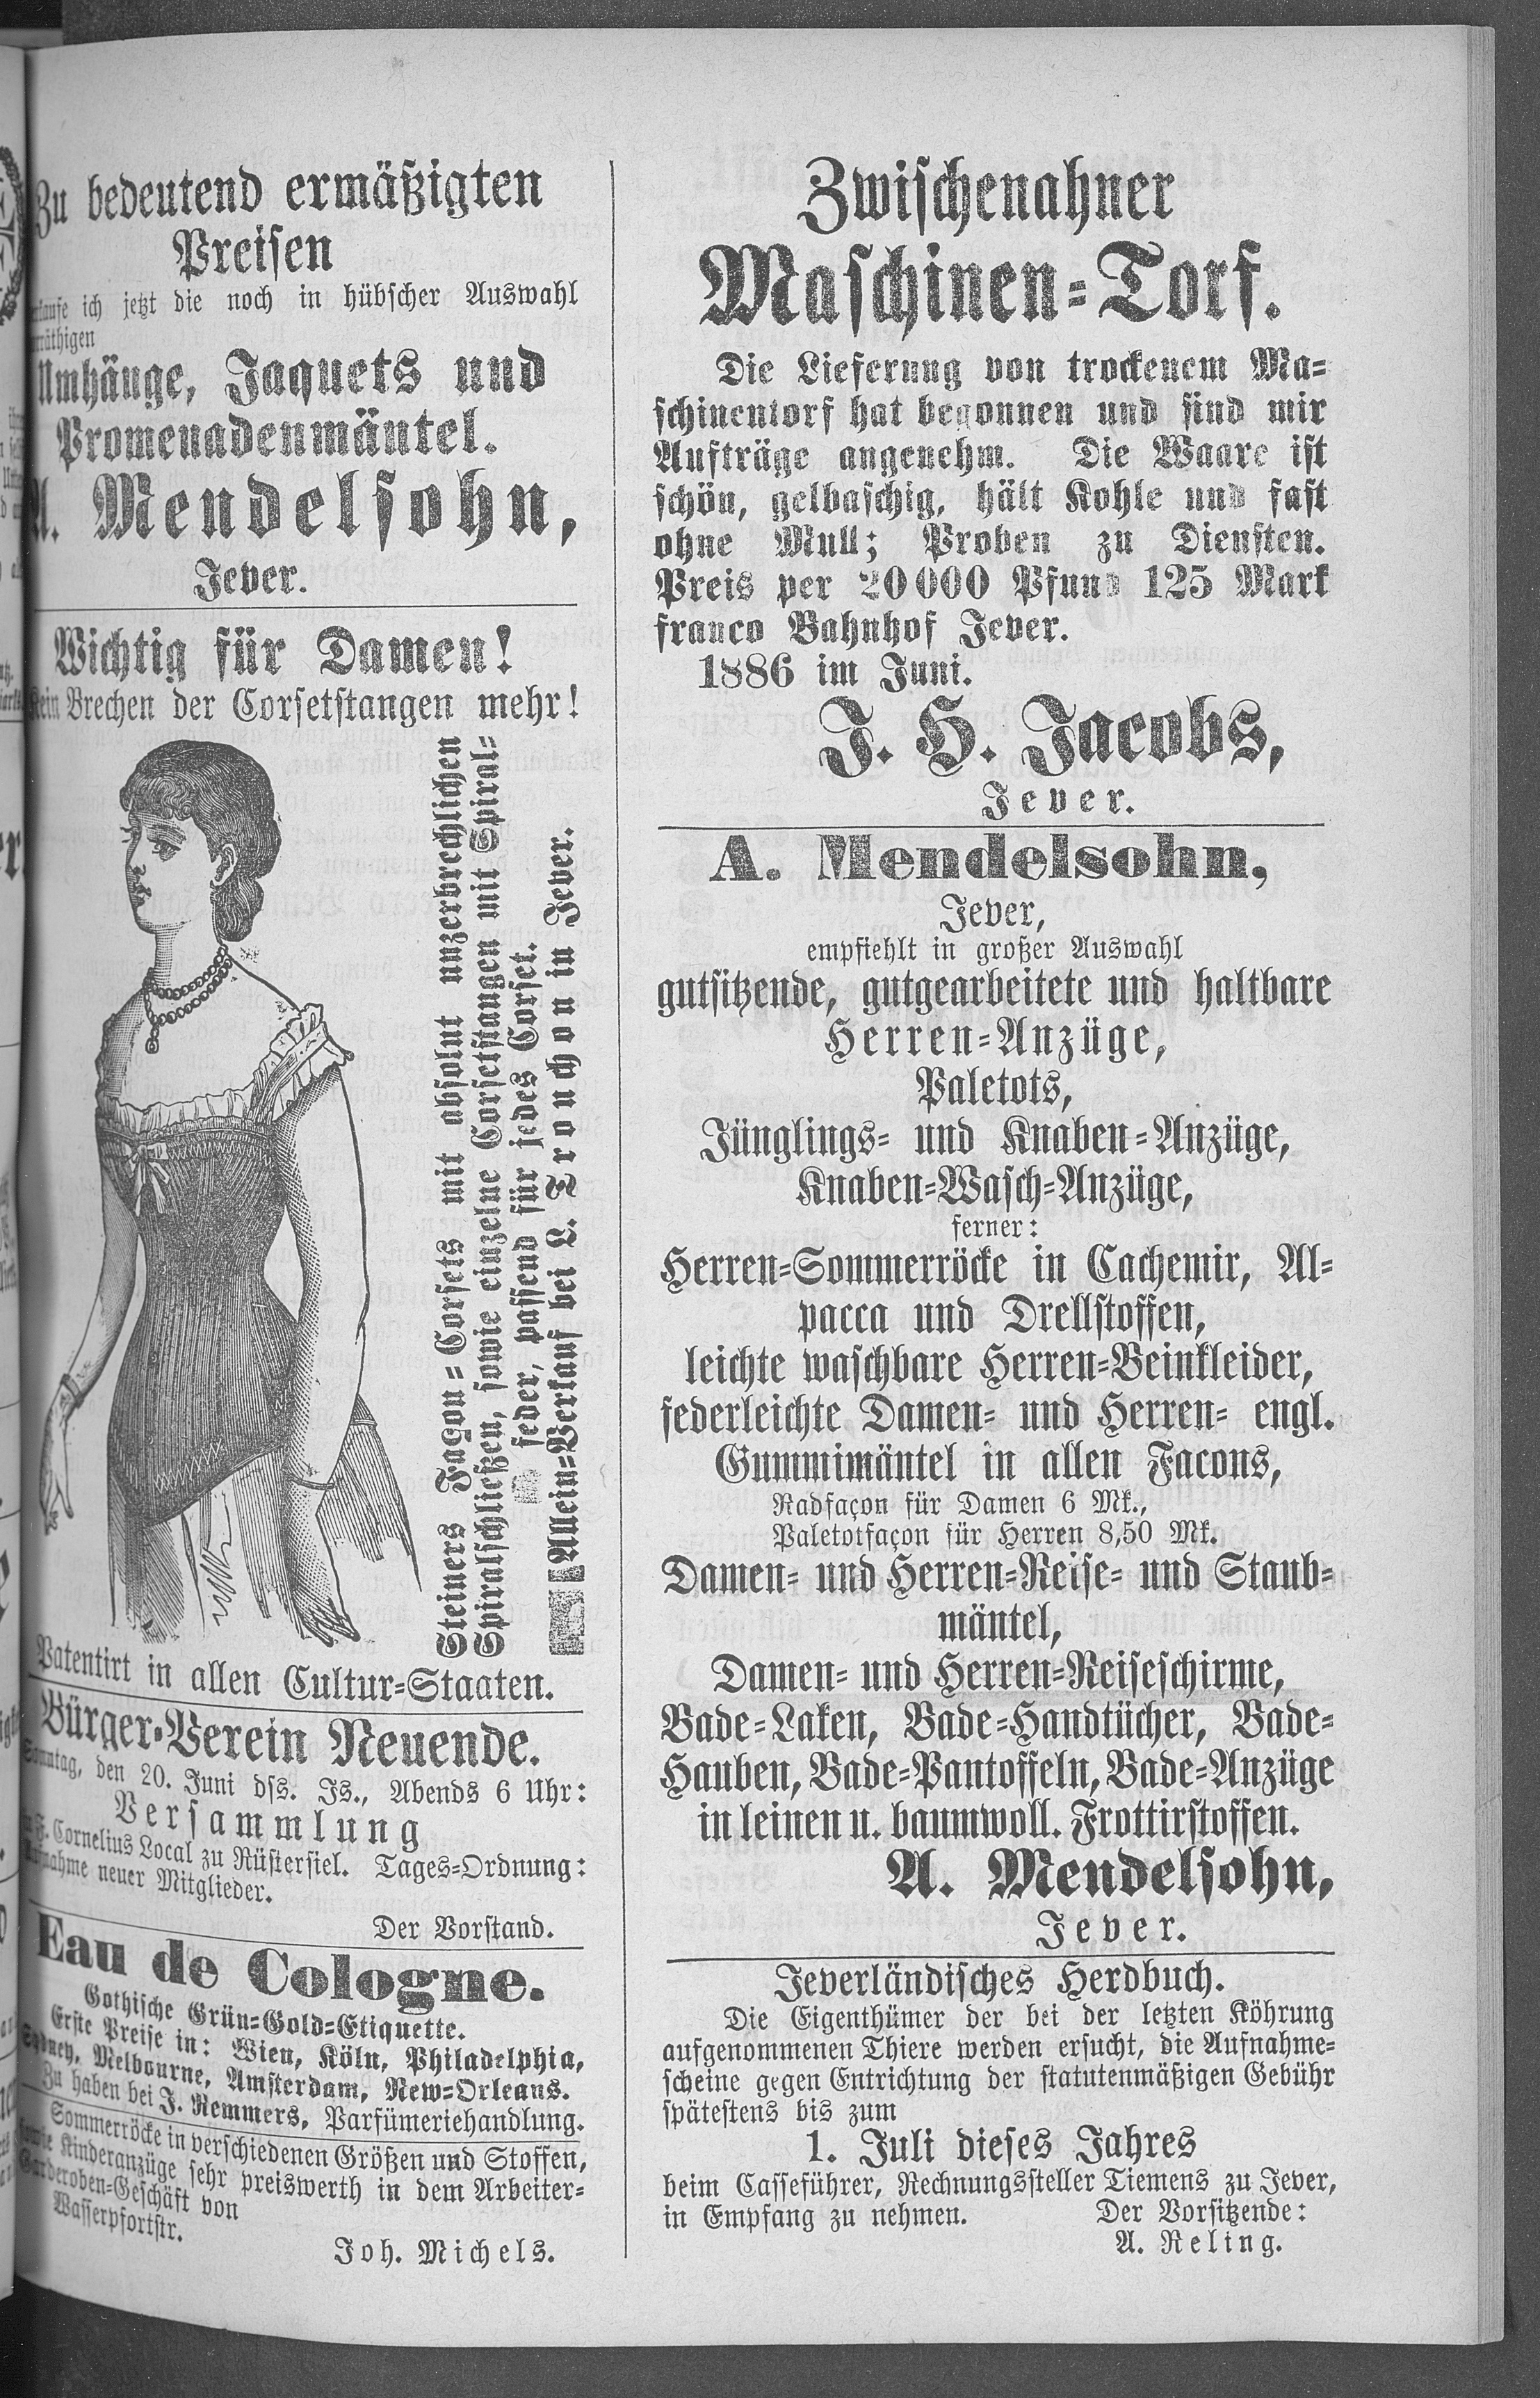 Zu bedeutend ermäßigten
Preisen
ich jetzt die noch in hübscher Auswahl
Umhänge, Jaquets und
Promenadenmäntel.
A. Mendelsohn,
Jever.
Wichtig für Damen!
Kein Brechen der Corsetstangen mehr!
Steiners Façon=Corsets mit absolut unzerbrechlichen
Spiralschließen, sowie einzelne Corsetstangen mit Spiral=
feder, passend für jedes Corset.
Allein=Verkauf bei L. Tronchon in Jever.
Patentirt in allen Cultur=Staaten.
Bürger=Verein Neuende.
Sonntag, den 20. Juni dss. Js., Abends 6 Uhr:
Versammlung
F. Cornelius Local zu Rüstersiel. Tages=Ordnung:
Aufnahme neuer Mitglieder.
Der Vorstand.
Eau de Cologne.
Gothische Grün=Gold=Etiquette.
Erste Preise in: Wien, Köln, Philadelphia,
Sydney, Melbourne, Amsterdam, New=Orleans.
Zu haben bei J. Remmers, Parfümeriehandlung.
Sommerröcke in verschiedenen Größen und Stoffen,
sowie Kinderanzüge sehr preiswerth in dem Arbeiter=
Garderoben=Geschäft von
Wasserpfortstr.
Joh. Michels.
Zwischenahner
Maschinen=Torf.
Die Lieferung von trockenem Ma=
schinentorf hat begonnen und sind mir
Aufträge angenehm. Die Waare ist
schön, gelbaschig, hält Kohle und fast
ohne Mull; Proben zu Diensten.
Preis per 20000 Pfund 125 Mark
franco Bahnhof Jever.
1886 im Juni.
J. H. Jacobs,
Jever.
A. Mendelsohn,
Jever,
empfiehlt in großer Auswahl
gutsitzende, gutgearbeitete und haltbare
Herren=Anzüge,
Paletots,
Jünglings= und Knaben=Anzüge,
Knaben=Wasch=Anzüge,
ferner:
Herren=Sommerröcke in Cachemir, Al=
pacca und Drellstoffen,
leichte waschbare Herren=Beinkleider,
federleichte Damen= und Herren= engl.
Gummimäntel in allen Facons,
Radfaçon für Damen 6 Mk.,
Paletotfaçon für Herren 8,50 Mk.
Damen= und Herren=Reise= und Staub=
mäntel,
Damen= und Herren=Reiseschirme,
Bade=Laken, Bade=Handtücher, Bade=
Hauben, Bade=Pantoffeln, Bade=Anzüge
in leinen u. baumwoll. Frottirstoffen.
A. Mendelsohn,
Jever.
Jeverländisches Herdbuch.
Die Eigenthümer der bei der letzten Köhrung
aufgenommenen Thiere werden ersucht, die Aufnahme=
scheine gegen Entrichtung der statutenmäßigen Gebühr
spätestens bis zum
1. Juli dieses Jahres
beim Casseführer, Rechnungssteller Tiemens zu Jever,
in Empfang zu nehmen. Der Vorsitzende:
A. Reling.